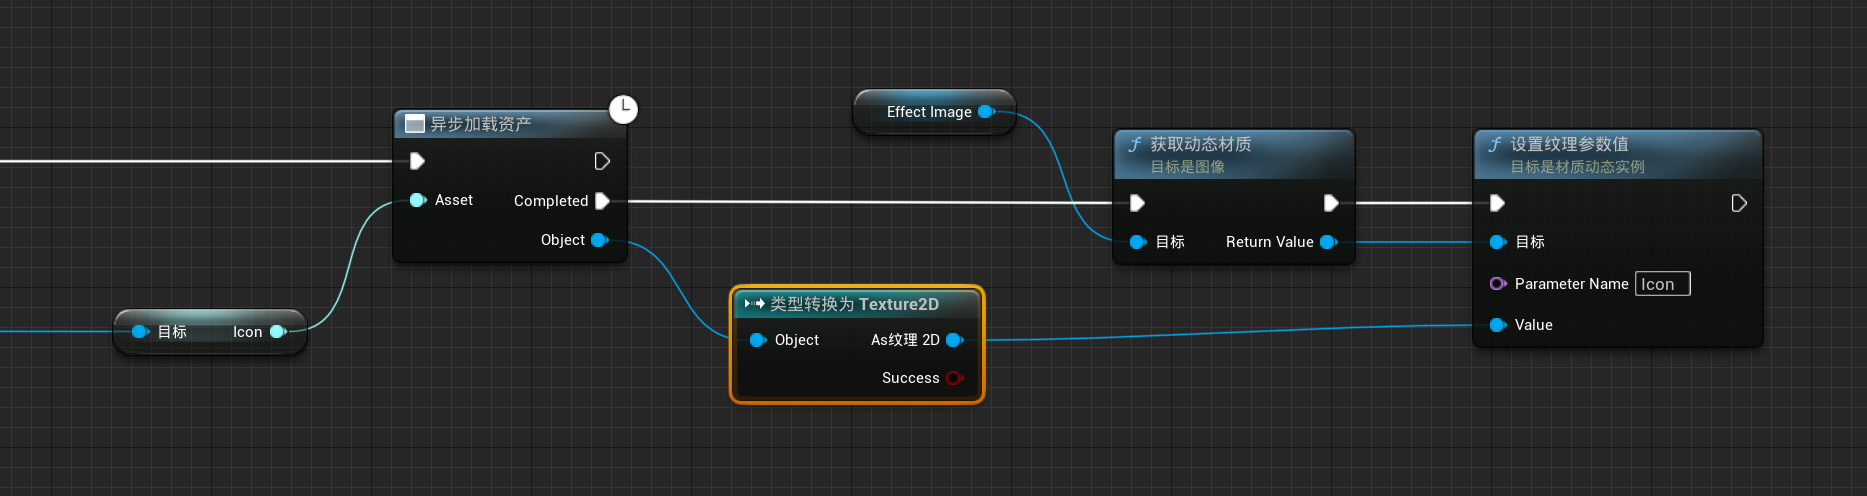 异步加载资产
Asset
Completed
Object
目标
Icon
Effect Image
类型转换为 Texture2D
Object
As纹理 2D
Success
获取动态材质
目标是图像
目标
Return Value
设置纹理参数值
目标是材质动态实例
目标
Parameter Name
Icon
Value